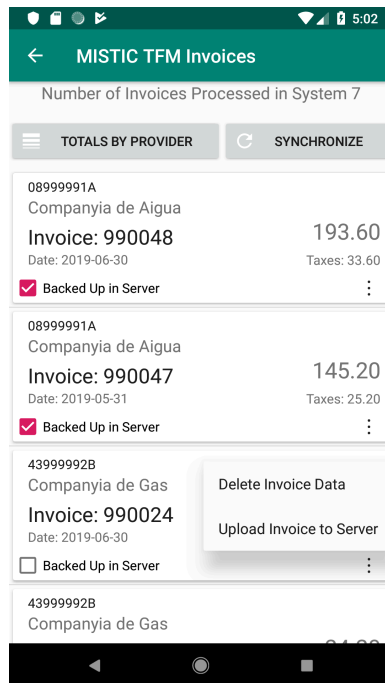 5:02
MISTIC TFM Invoices
Number of Invoices Processed in System 7
TOTALS BY PROVIDER
SYNCHRONIZE
08999991A
Companyia de Aigua
Invoice: 990048
193.60
Date: 2019-06-30
Taxes: 33.60
Backed Up in Server
08999991A
Companyia de Aigua
Invoice: 990047
145.20
Date: 2019-05-31
Taxes: 25.20
Backed Up in Server
43999992B
Companyia de Gas
Delete Invoice Data
Invoice: 990024
Upload Invoice to Server
Date: 2019-06-30
Backed Up in Server
43999992B
Companyia de Gas